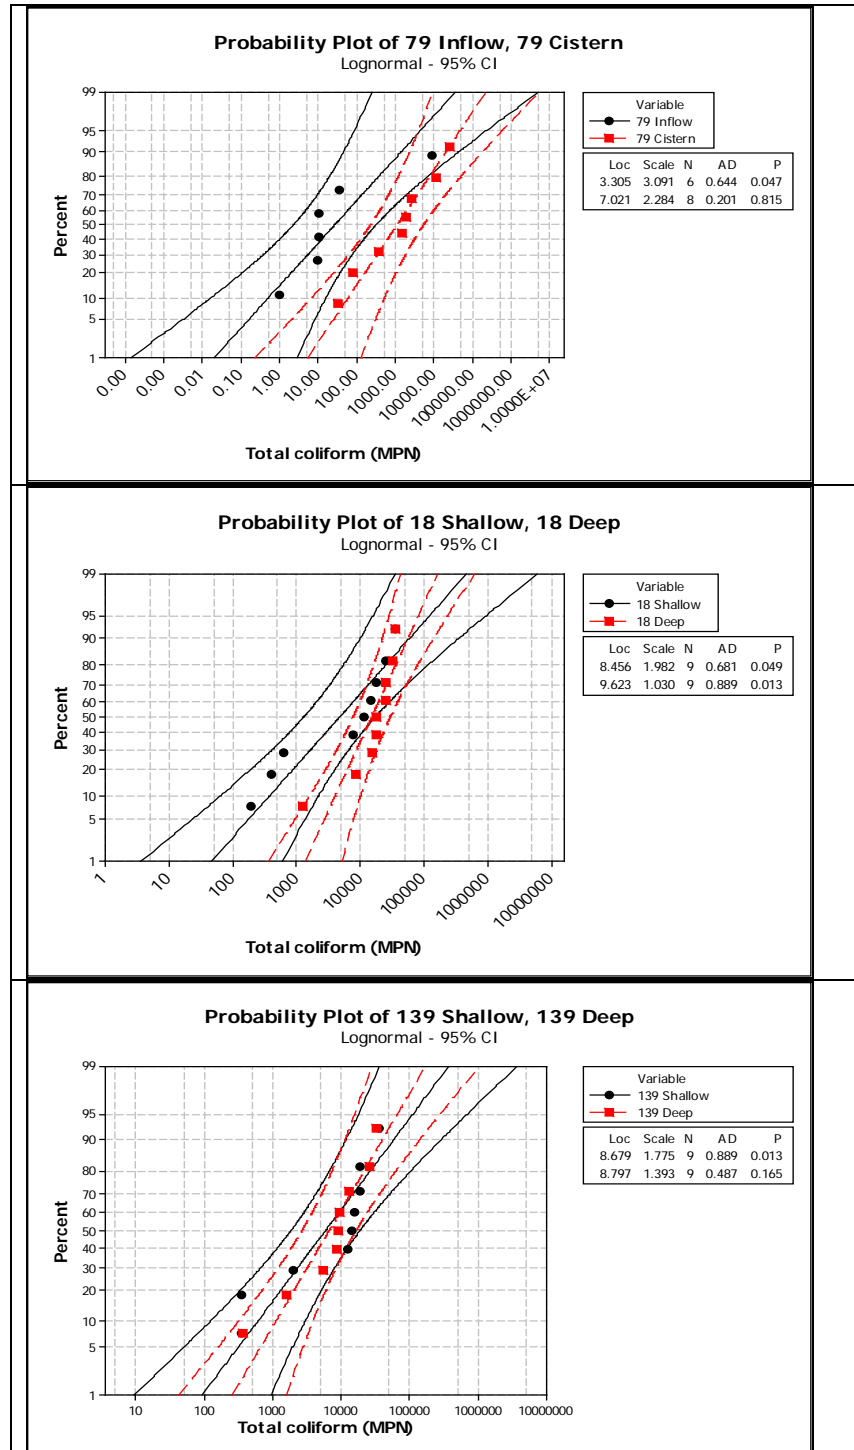 Probability Plot of 79 Inflow, 79 Cistern
Lognormal - 95% CI
99
95
90
80
70
60
50
40
30
20
10
5
1
Percent
0.00 0.00 0.01 0.10 1.00 10.00 100.00 1000.00 10000.00 100000.00 1000000.00 1.0000E+07
Total coliform (MPN)
Variable
79 Inflow
79 Cistern
Loc Scale N AD P
3.305 3.091 6 0.644 0.047
7.021 2.284 8 0.201 0.815
Probability Plot of 18 Shallow, 18 Deep
Lognormal - 95% CI
99
95
90
80
70
60
50
40
30
20
10
5
1
Percent
1 10 100 1000 10000 100000 1000000 10000000
Total coliform (MPN)
Variable
18 Shallow
18 Deep
Loc Scale N AD P
8.456 1.982 9 0.681 0.049
9.623 1.030 9 0.889 0.013
Probability Plot of 139 Shallow, 139 Deep
Lognormal - 95% CI
99
95
90
80
70
60
50
40
30
20
10
5
1
Percent
10 100 1000 10000 100000 1000000 10000000
Total coliform (MPN)
Variable
139 Shallow
139 Deep
Loc Scale N AD P
8.679 1.775 9 0.889 0.013
8.797 1.393 9 0.487 0.165